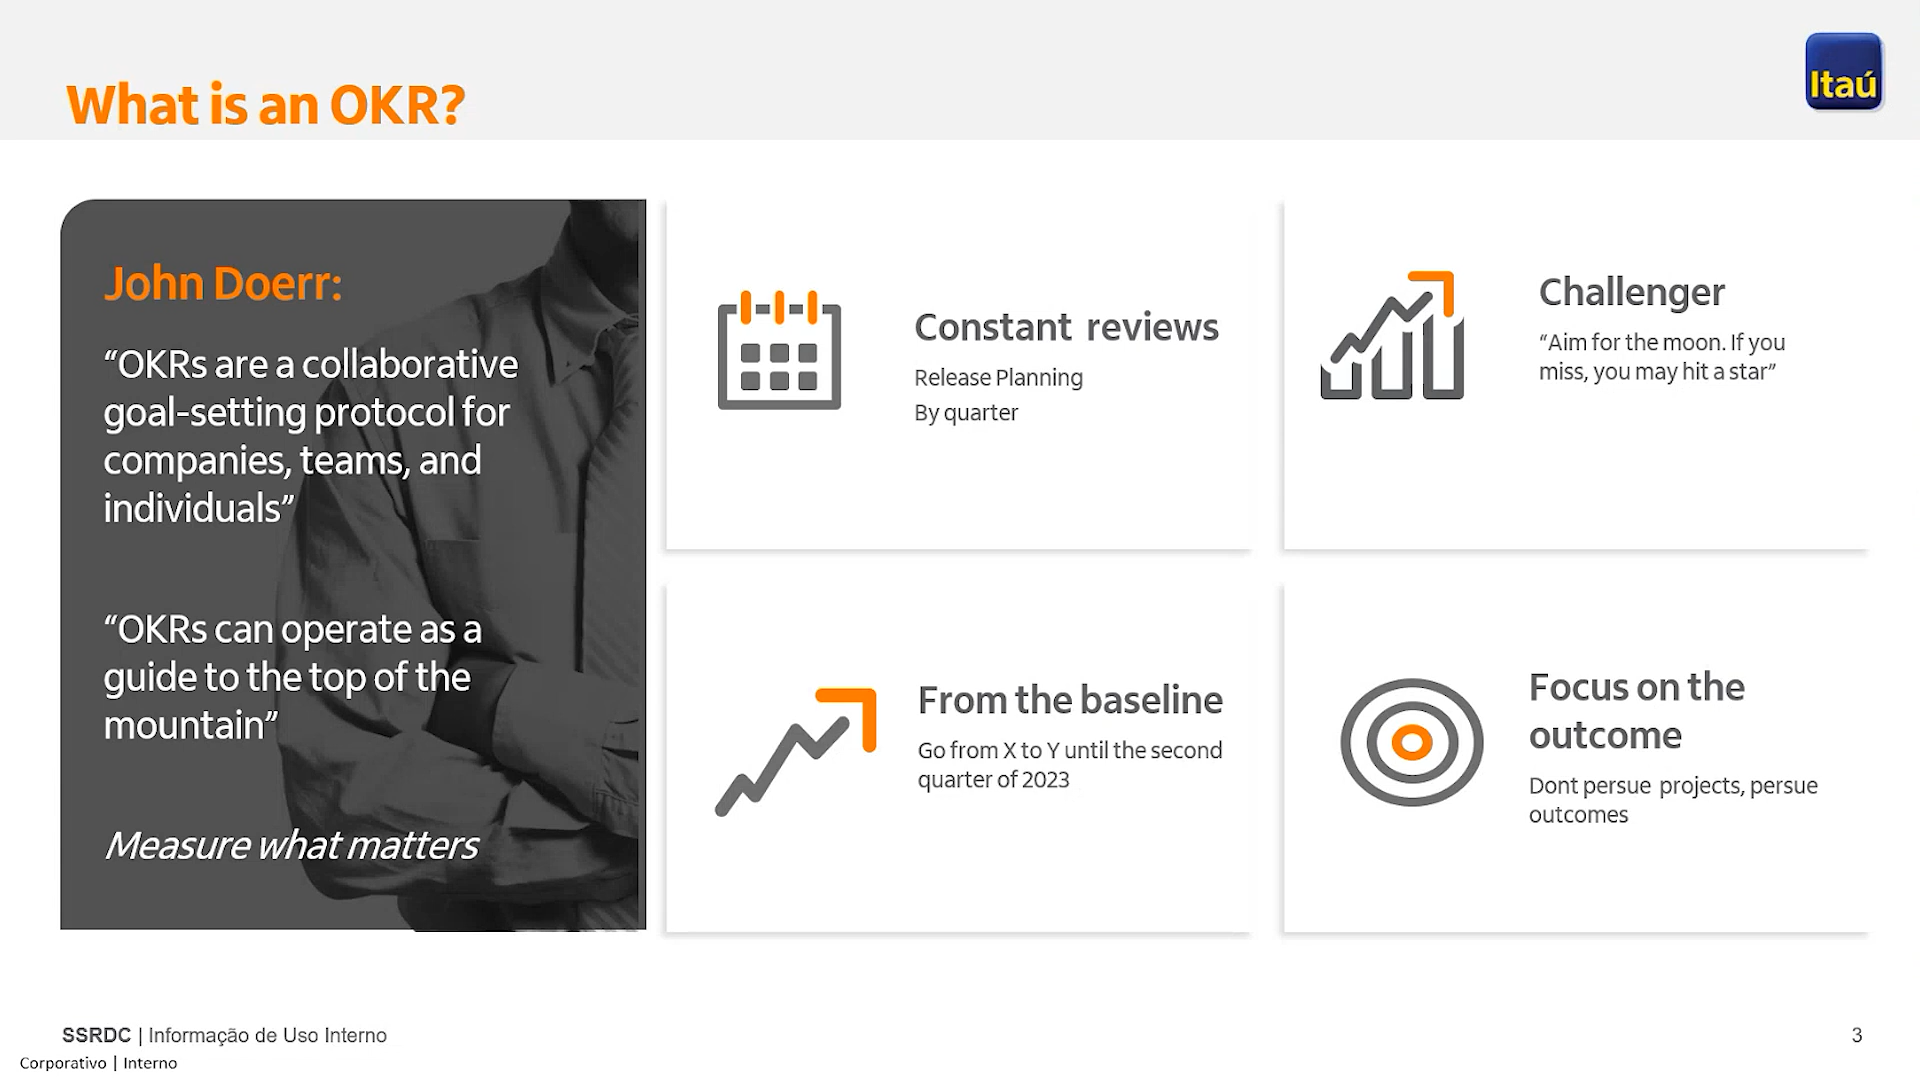 What is an OKR?
Itaú
John Doerr:
“OKRs are a collaborative
goal-setting protocol for
companies, teams, and
individuals”
“OKRs can operate as a
guide to the top of the
mountain”
Measure what matters
Constant reviews
Release Planning
By quarter
Challenger
“Aim for the moon. If you
miss, you may hit a star”
From the baseline
Go from X to Y until the second
quarter of 2023
Focus on the
outcome
Dont persue projects, persue
outcomes
SSRDC | Informação de Uso Interno
3
Corporativo | Interno